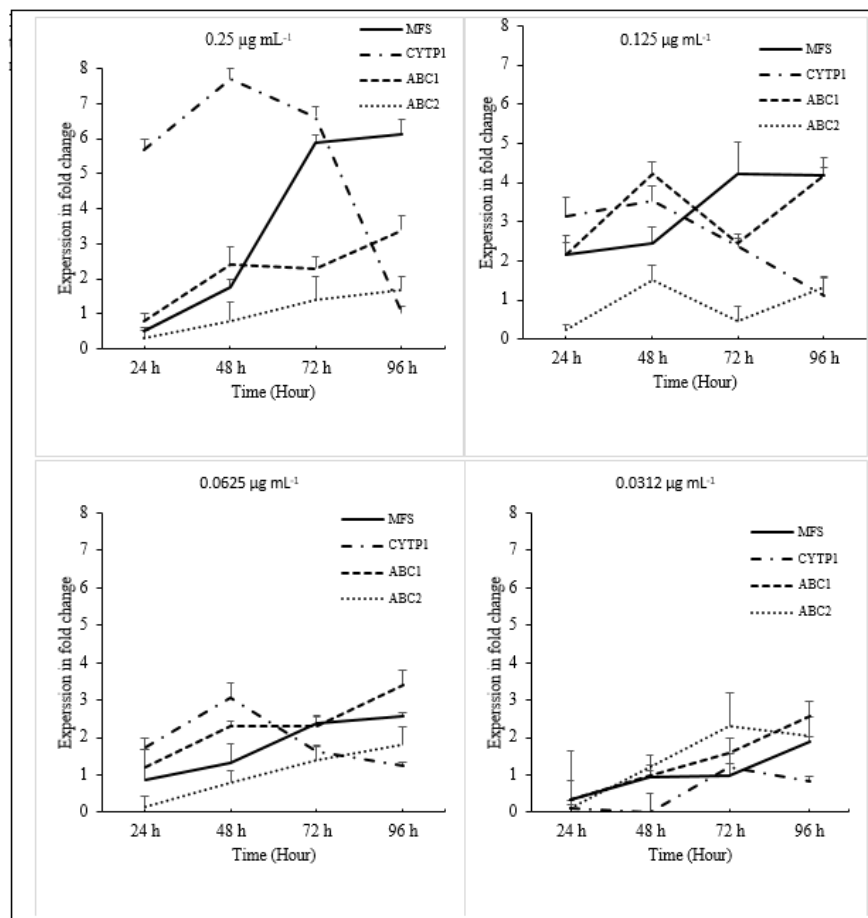 0.25 µg mL⁻¹
MFS
CYTP1
ABC1
ABC2
Experssion in fold change
8
7
6
5
4
3
2
1
0
24 h 48 h 72 h 96 h
Time (Hour)
0.125 µg mL⁻¹
MFS
CYTP1
ABC1
ABC2
Experssion in fold change
8
7
6
5
4
3
2
1
0
24 h 48 h 72 h 96 h
Time (Hour)
0.0625 µg mL⁻¹
MFS
CYTP1
ABC1
ABC2
Experssion in fold change
8
7
6
5
4
3
2
1
0
24 h 48 h 72 h 96 h
Time (Hour)
0.0312 µg mL⁻¹
MFS
CYTP1
ABC1
ABC2
Experssion in fold change
8
7
6
5
4
3
2
1
0
24 h 48 h 72 h 96 h
Time (Hour)